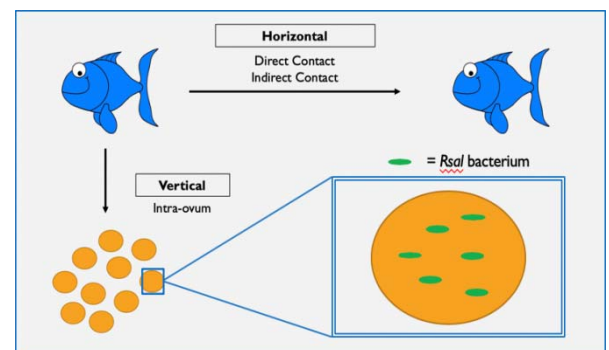 Horizontal
Direct Contact
Indirect Contact
= Rsal bacterium
Vertical
Intra-ovum